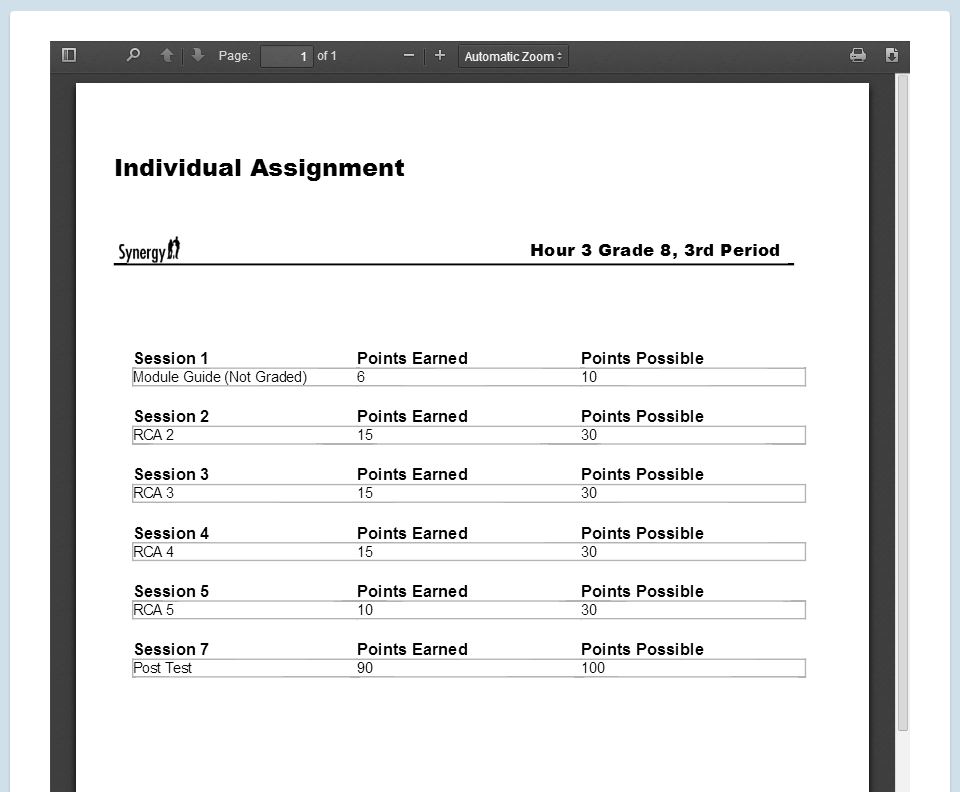 Page: 1 of 1 Automatic Zoom
Individual Assignment
Synergy Hour 3 Grade 8, 3rd Period
Session 1 Points Earned Points Possible
Module Guide (Not Graded) 6 10
Session 2 Points Earned Points Possible
RCA 2 15 30
Session 3 Points Earned Points Possible
RCA 3 15 30
Session 4 Points Earned Points Possible
RCA 4 15 30
Session 5 Points Earned Points Possible
RCA 5 10 30
Session 7 Points Earned Points Possible
Post Test 90 100